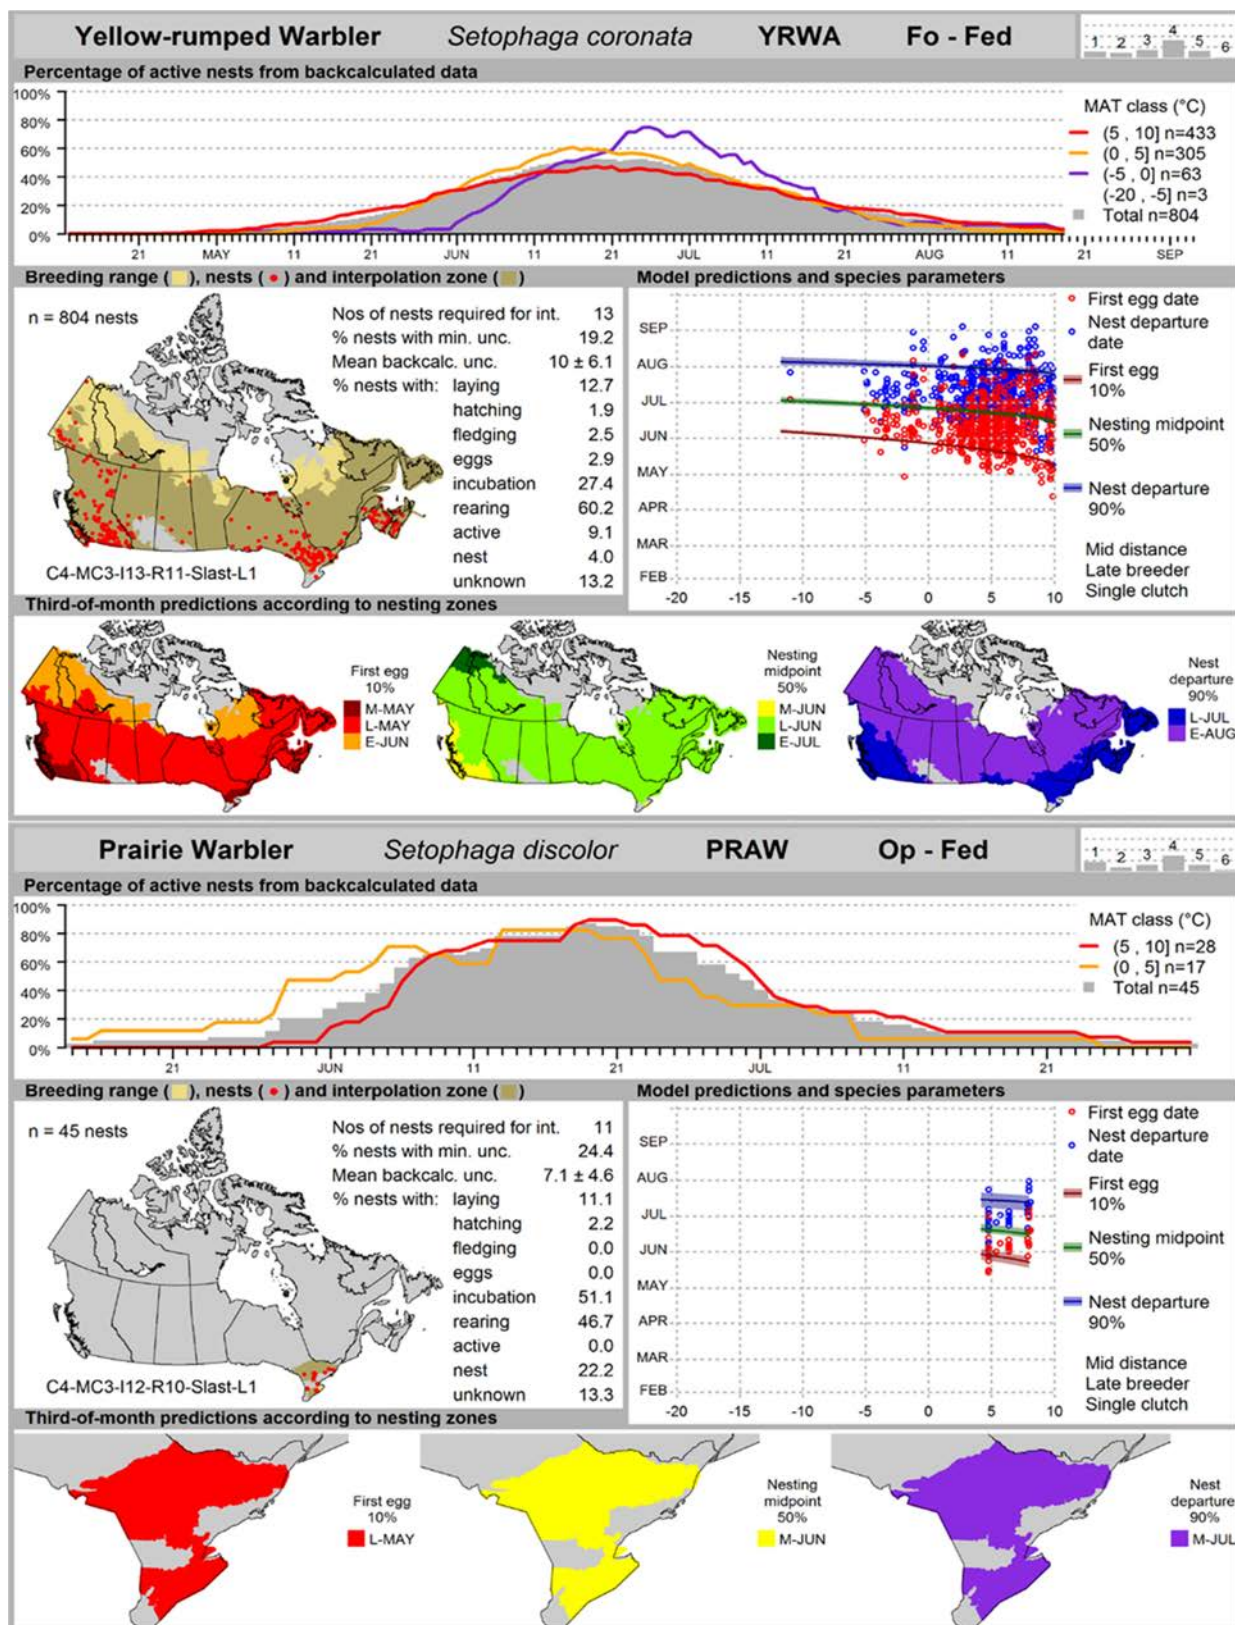 Yellow-rumped Warbler Setophaga coronata YRWA Fo - Fed
1 2 3 4 5 6
Percentage of active nests from backcalculated data
100%
80%
60%
40%
20%
0%
21 MAY 11 21 JUN 11 21 JUL 11 21 AUG 11 21 SEP
MAT class (°C)
(5 , 10] n=433
(0 , 5] n=305
(-5 , 0] n=63
(-20 , -5] n=3
Total n=804
Breeding range ( ), nests ( ) and interpolation zone ( )
n = 804 nests
Nos of nests required for int. 13
% nests with min. unc. 19.2
Mean backcalc. unc. 10 ± 6.1
% nests with: laying 12.7
hatching 1.9
fledging 2.5
eggs 2.9
incubation 27.4
rearing 60.2
active 9.1
nest 4.0
unknown 13.2
C4-MC3-I13-R11-Slast-L1
Model predictions and species parameters
SEP
AUG
JUL
JUN
MAY
APR
MAR
FEB
-20 -15 -10 -5 0 5 10
First egg date
Nest departure
date
First egg
10%
Nesting midpoint
50%
Nest departure
90%
Mid distance
Late breeder
Single clutch
Third-of-month predictions according to nesting zones
First egg
10%
M-MAY
L-MAY
E-JUN
Nesting
midpoint
50%
M-JUN
L-JUN
E-JUL
Nest
departure
90%
L-JUL
E-AUG
Prairie Warbler Setophaga discolor PRAW Op - Fed
1 2 3 4 5 6
Percentage of active nests from backcalculated data
100%
80%
60%
40%
20%
0%
21 JUN 11 21 JUL 11 21
MAT class (°C)
(5 , 10] n=28
(0 , 5] n=17
Total n=45
Breeding range ( ), nests ( ) and interpolation zone ( )
n = 45 nests
Nos of nests required for int. 11
% nests with min. unc. 24.4
Mean backcalc. unc. 7.1 ± 4.6
% nests with: laying 11.1
hatching 2.2
fledging 0.0
eggs 0.0
incubation 51.1
rearing 46.7
active 0.0
nest 22.2
unknown 13.3
C4-MC3-I12-R10-Slast-L1
Model predictions and species parameters
SEP
AUG
JUL
JUN
MAY
APR
MAR
FEB
-20 -15 -10 -5 0 5 10
First egg date
Nest departure
date
First egg
10%
Nesting midpoint
50%
Nest departure
90%
Mid distance
Late breeder
Single clutch
Third-of-month predictions according to nesting zones
First egg
10%
L-MAY
Nesting
midpoint
50%
M-JUN
Nest
departure
90%
M-JUL